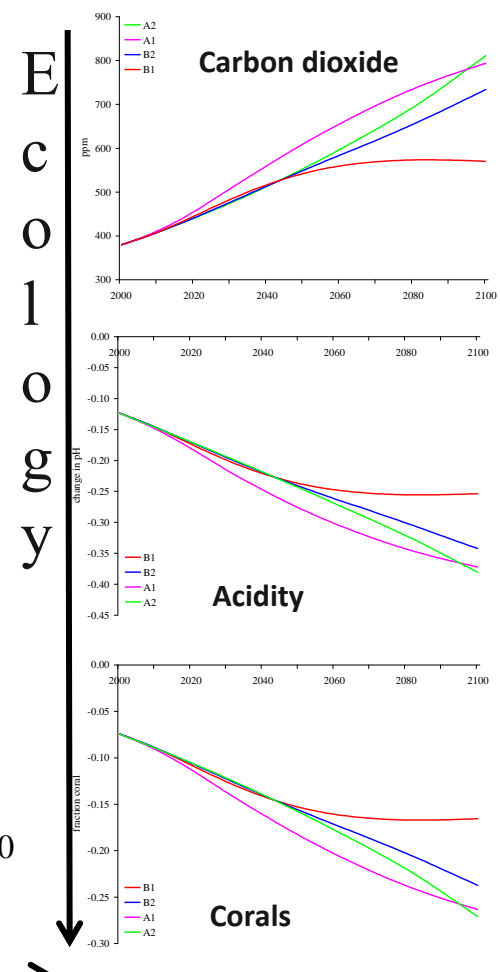 E
c
o
l
o
g
y
900
800
700
600
500
400
300
ppm
A2
A1
B2
B1
Carbon dioxide
2000 2020 2040 2060 2080 2100
0.00
-0.05
-0.10
-0.15
-0.20
-0.25
-0.30
-0.35
-0.40
-0.45
change in pH
2000 2020 2040 2060 2080 2100
B1
B2
A1
A2
Acidity
0.00
-0.05
-0.10
-0.15
-0.20
-0.25
-0.30
fraction coral
2000 2020 2040 2060 2080 2100
B1
B2
A1
A2
Corals
0